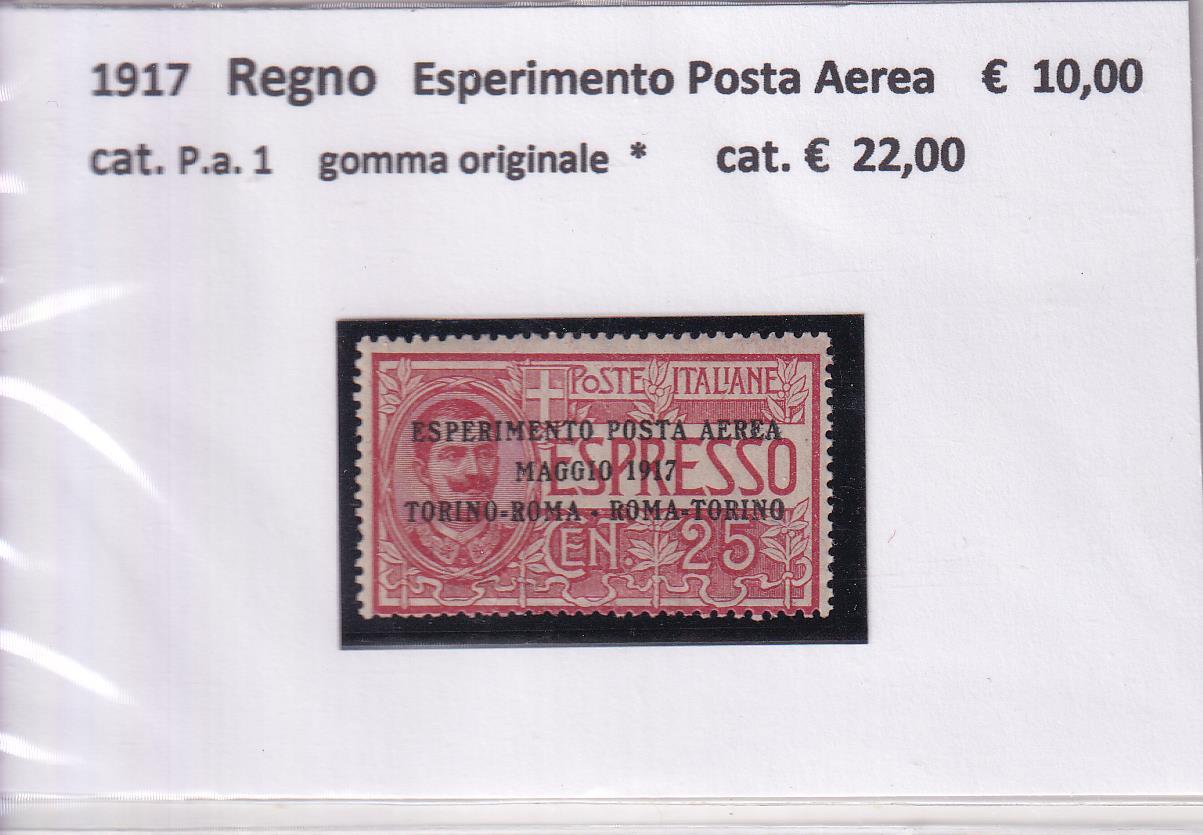 1917 Regno Esperimento Posta Aerea € 10,00
cat. P.a. 1 gomma originale * cat. € 22,00
POSTE ITALIANE
ESPERIMENTO POSTA AEREA
ESPRESSO
MAGGIO 1917
TORINO-ROMA · ROMA-TORINO
CEN. 25